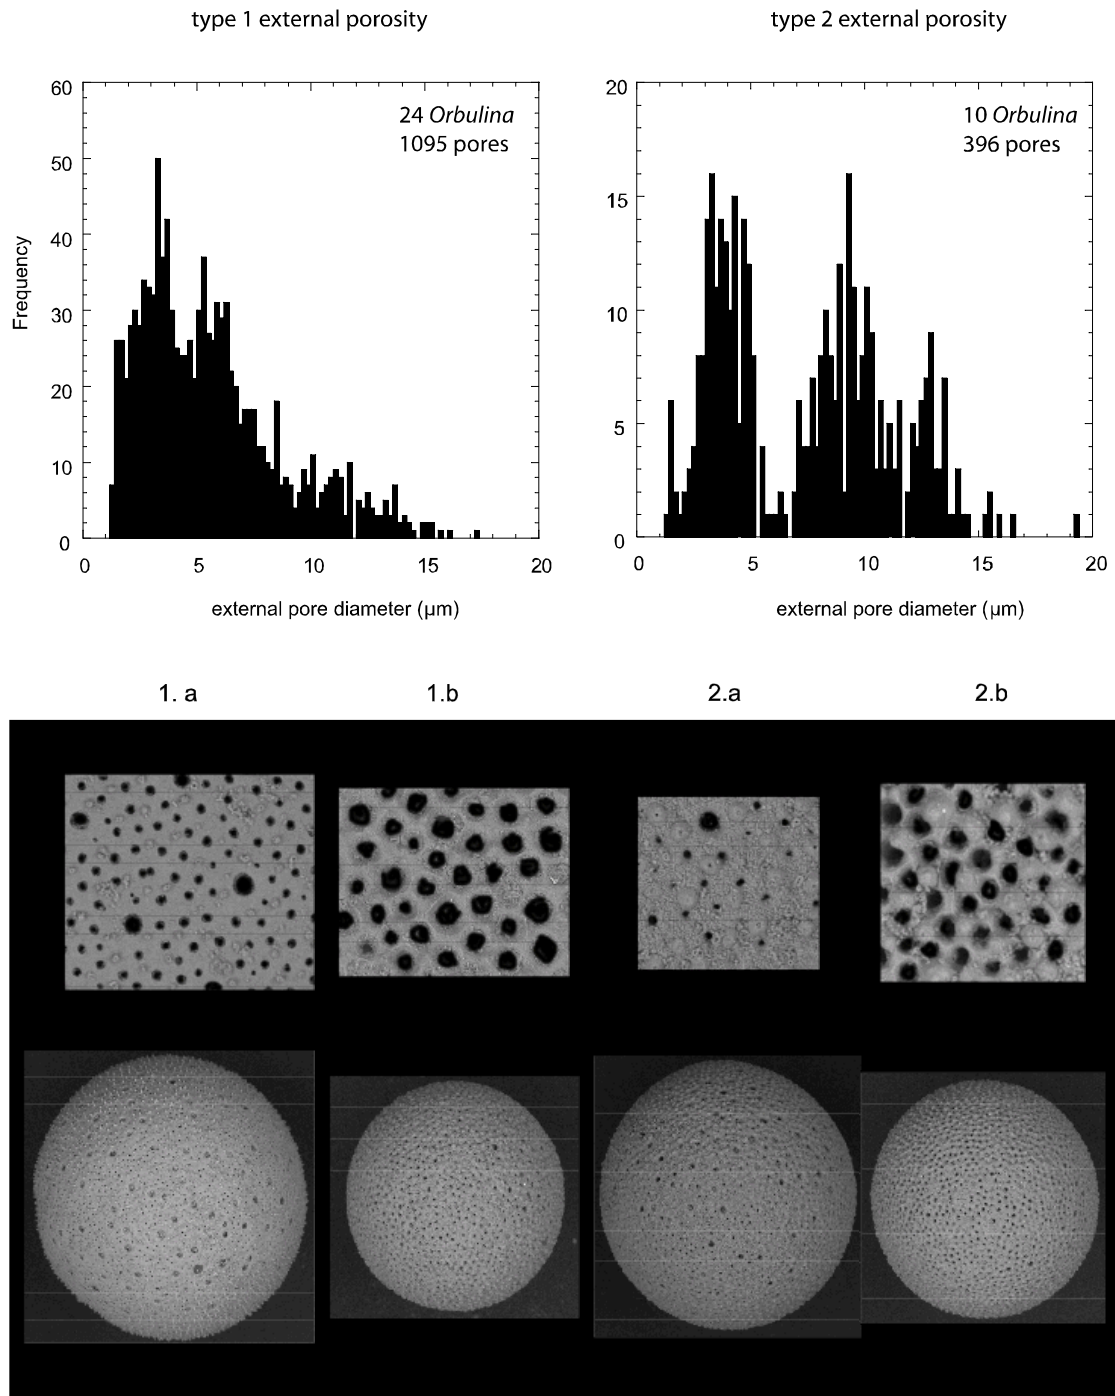 type 1 external porosity
type 2 external porosity
60
50
40
30
20
10
0
Frequency
24 Orbulina
1095 pores
0 5 10 15 20
external pore diameter (µm)
20
15
10
5
0
10 Orbulina
396 pores
0 5 10 15 20
external pore diameter (µm)
1. a
1.b
2.a
2.b